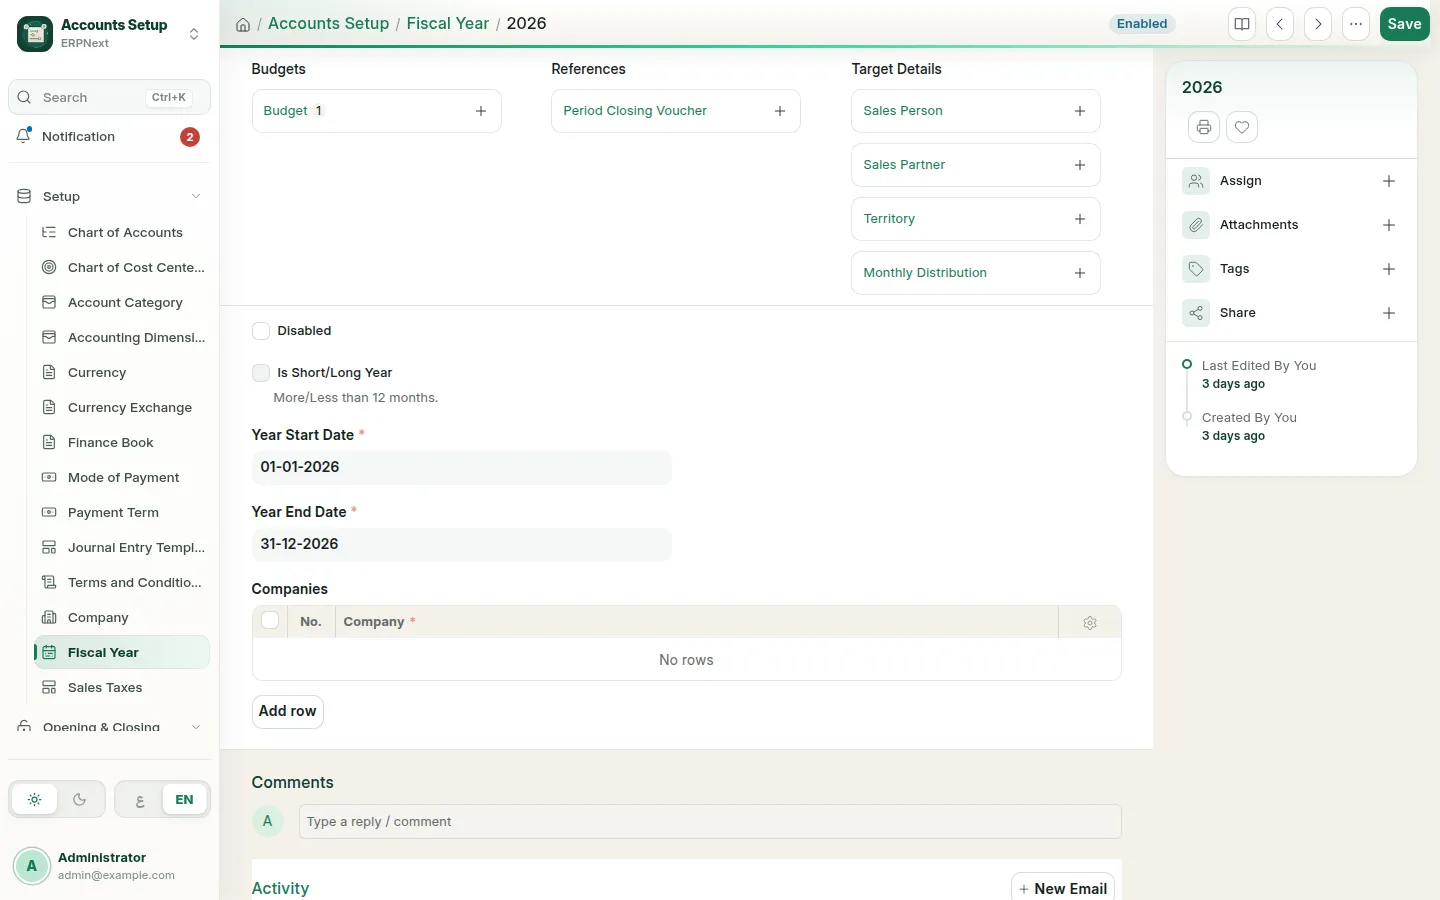 Accounts Setup
ERPNext
Search
Ctrl+K
Notification
2
Setup
Chart of Accounts
Chart of Cost Cente...
Account Category
Accounting Dimensi...
Currency
Currency Exchange
Finance Book
Mode of Payment
Payment Term
Journal Entry Templ...
Terms and Conditio...
Company
Fiscal Year
Sales Taxes
Opening & Closing
ع
EN
A
Administrator
admin@example.com
/ Accounts Setup / Fiscal Year / 2026
Enabled
Save
Budgets
Budget 1
References
Period Closing Voucher
Target Details
Sales Person
Sales Partner
Territory
Monthly Distribution
Disabled
Is Short/Long Year
More/Less than 12 months.
Year Start Date *
01-01-2026
Year End Date *
31-12-2026
Companies
No.
Company *
No rows
Add row
Comments
A
Type a reply / comment
Activity
+ New Email
2026
Assign
Attachments
Tags
Share
Last Edited By You
3 days ago
Created By You
3 days ago